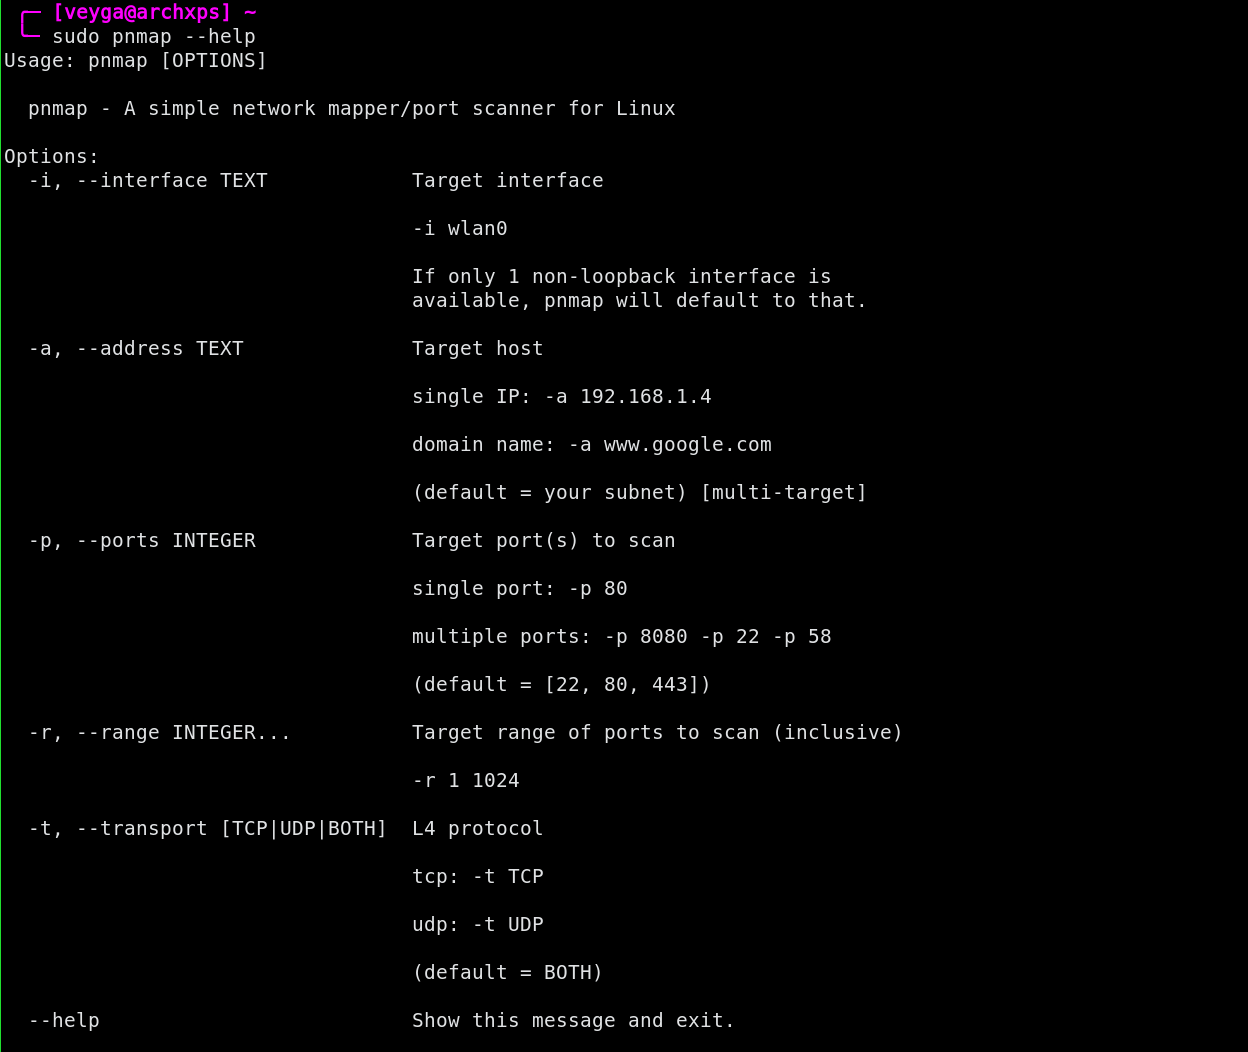 [veyga@archxps] ~
sudo pnmap --help
Usage: pnmap [OPTIONS]
pnmap - A simple network mapper/port scanner for Linux
Options:
-i, --interface TEXT Target interface
-i wlan0
If only 1 non-loopback interface is
available, pnmap will default to that.
-a, --address TEXT Target host
single IP: -a 192.168.1.4
domain name: -a www.google.com
(default = your subnet) [multi-target]
-p, --ports INTEGER Target port(s) to scan
single port: -p 80
multiple ports: -p 8080 -p 22 -p 58
(default = [22, 80, 443])
-r, --range INTEGER... Target range of ports to scan (inclusive)
-r 1 1024
-t, --transport [TCP|UDP|BOTH] L4 protocol
tcp: -t TCP
udp: -t UDP
(default = BOTH)
--help Show this message and exit.